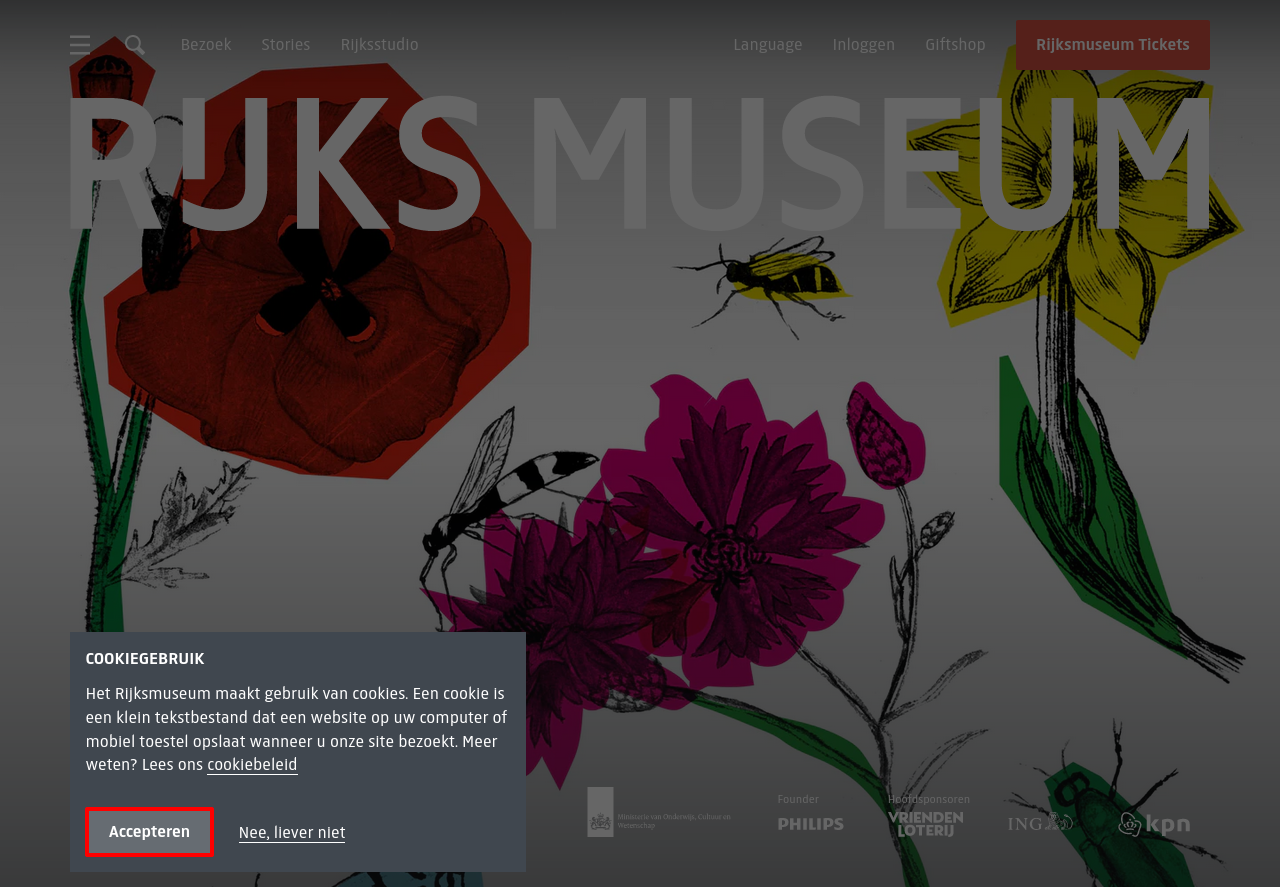 Bezoek Stories Rijksstudio Language Inloggen Giftshop Rijksmuseum Tickets
RIJKS MUSEUM
COOKIEGEBRUIK
Het Rijksmuseum maakt gebruik van cookies. Een cookie is
een klein tekstbestand dat een website op uw computer of
mobiel toestel opslaat wanneer u onze site bezoekt. Meer
weten? Lees ons cookiebeleid
Accepteren Nee, liever niet
Ministerie van Onderwijs, Cultuur en
Wetenschap
Founder
PHILIPS
Hoofdsponsoren
VRIENDEN
LOTERIJ
ING
kpn